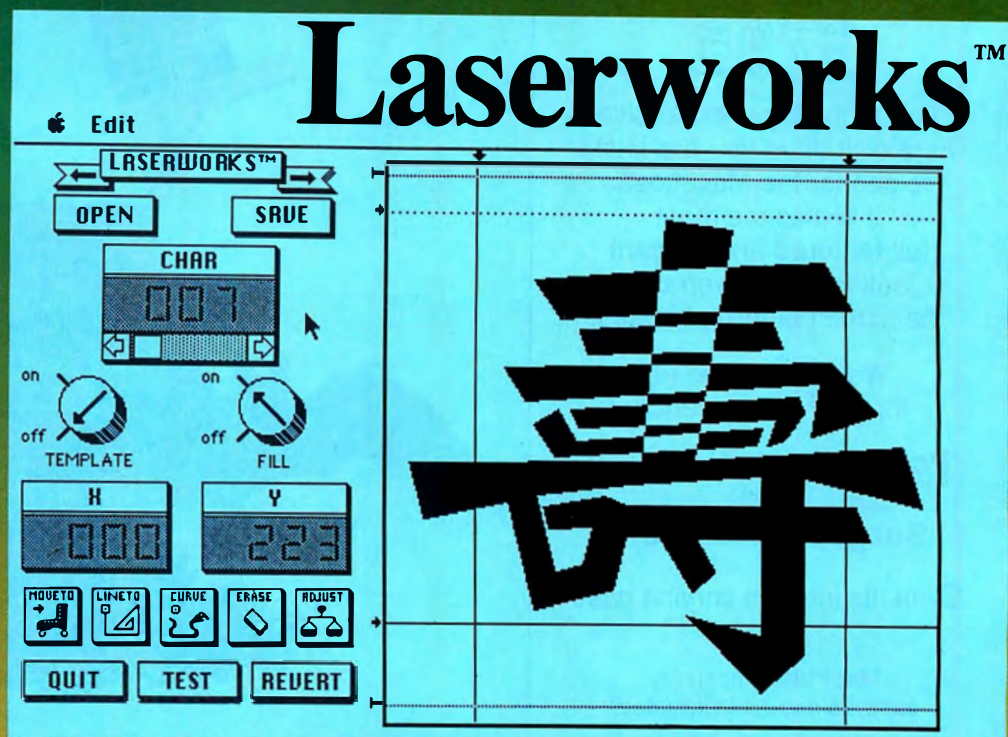 Laserworks™
Edit
LASERWORKS™
OPEN SAVE
CHAR
007
on on
off off
TEMPLATE FILL
X Y
000 223
MOVETO LINETO CURVE ERASE ADJUST
QUIT TEST REVERT
壽